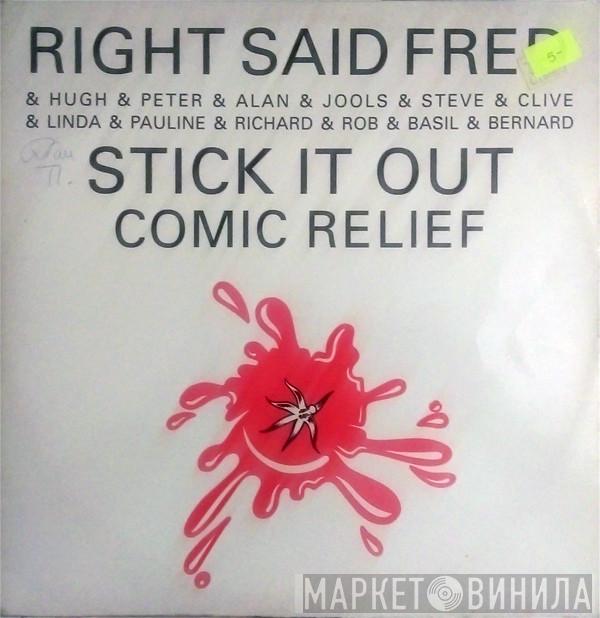 RIGHT SAID FRED
5-
& HUGH & PETER & ALAN & JOOLS & STEVE & CLIVE
& LINDA & PAULINE & RICHARD & ROB & BASIL & BERNARD
STICK IT OUT
COMIC RELIEF
МАРКЕТ ВИНИЛА